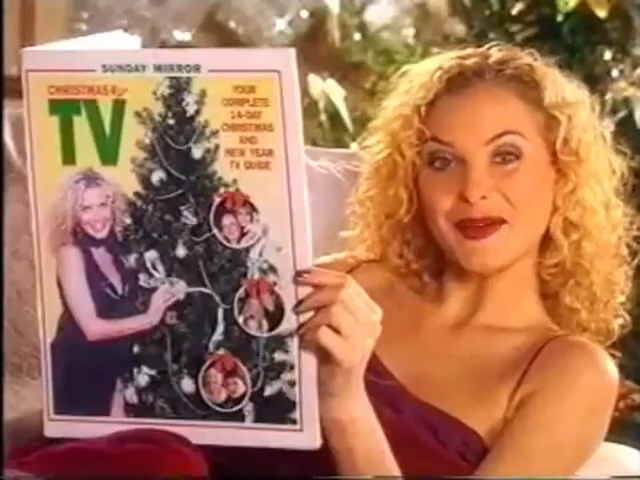 SUNDAY MIRROR
CHRISTMAS
TV
YOUR
COMPLETE
14-DAY
CHRISTMAS
AND
NEW YEAR
TV GUIDE